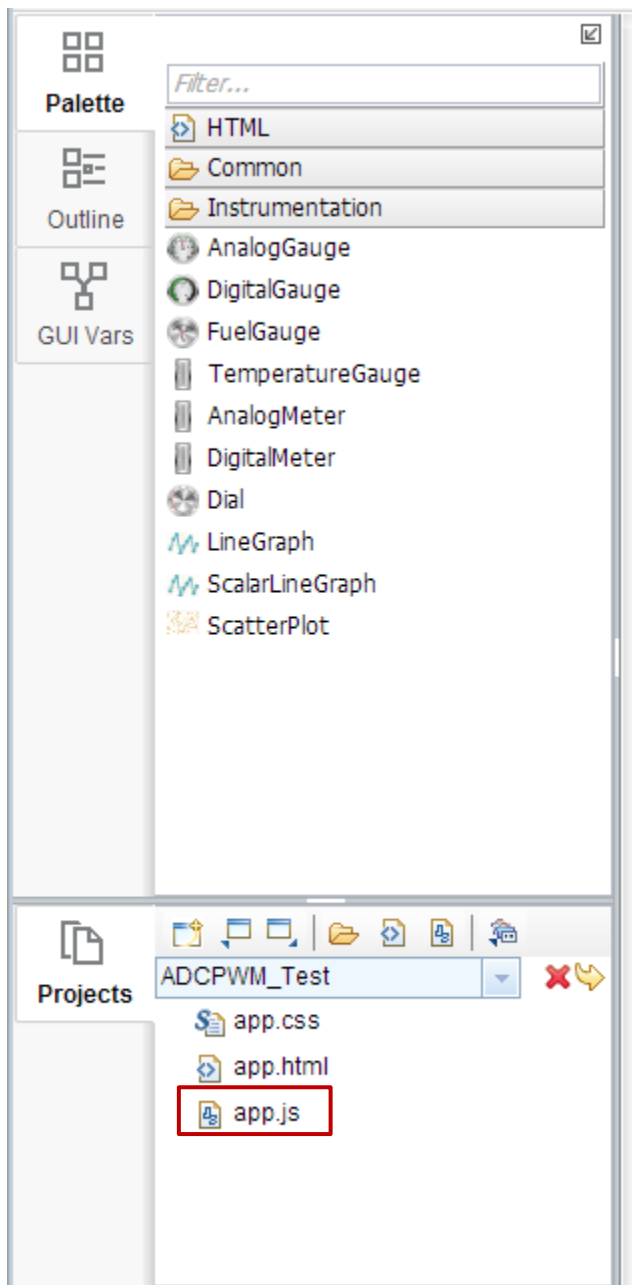 Palette
Outline
GUI Vars
Filter...
HTML
Common
Instrumentation
AnalogGauge
DigitalGauge
FuelGauge
TemperatureGauge
AnalogMeter
DigitalMeter
Dial
LineGraph
ScalarLineGraph
ScatterPlot
Projects
ADCPWM_Test
app.css
app.html
app.js